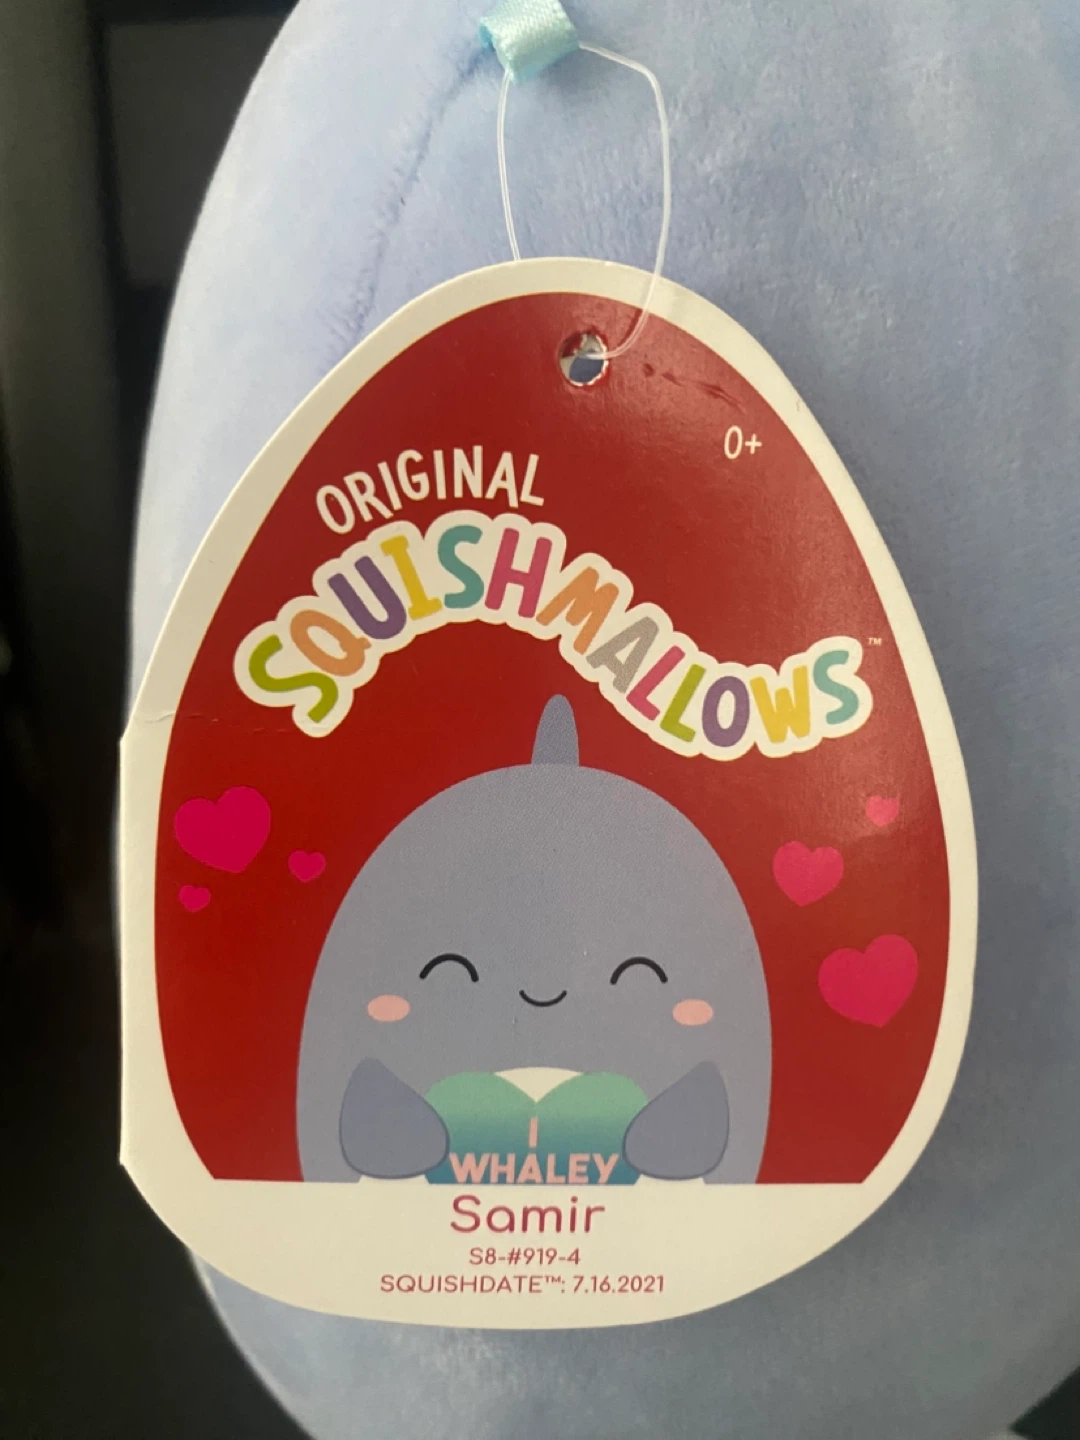 0+
ORIGINAL
SQUISHMALLOWS™
I
WHALEY
Samir
S8-#919-4
SQUISHDATE™: 7.16.2021